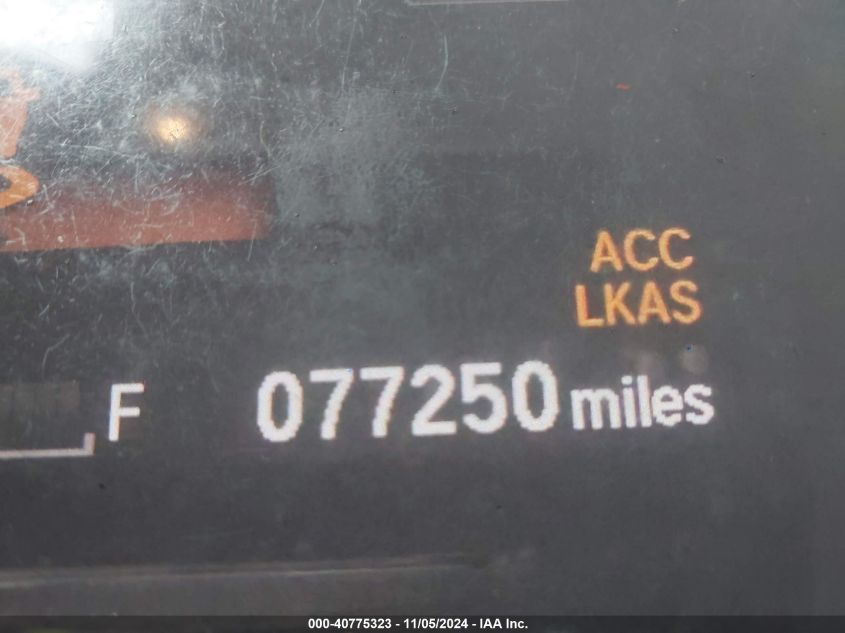 ACC
LKAS
F 077250 miles
000-40775323 - 11/05/2024 - IAA Inc.